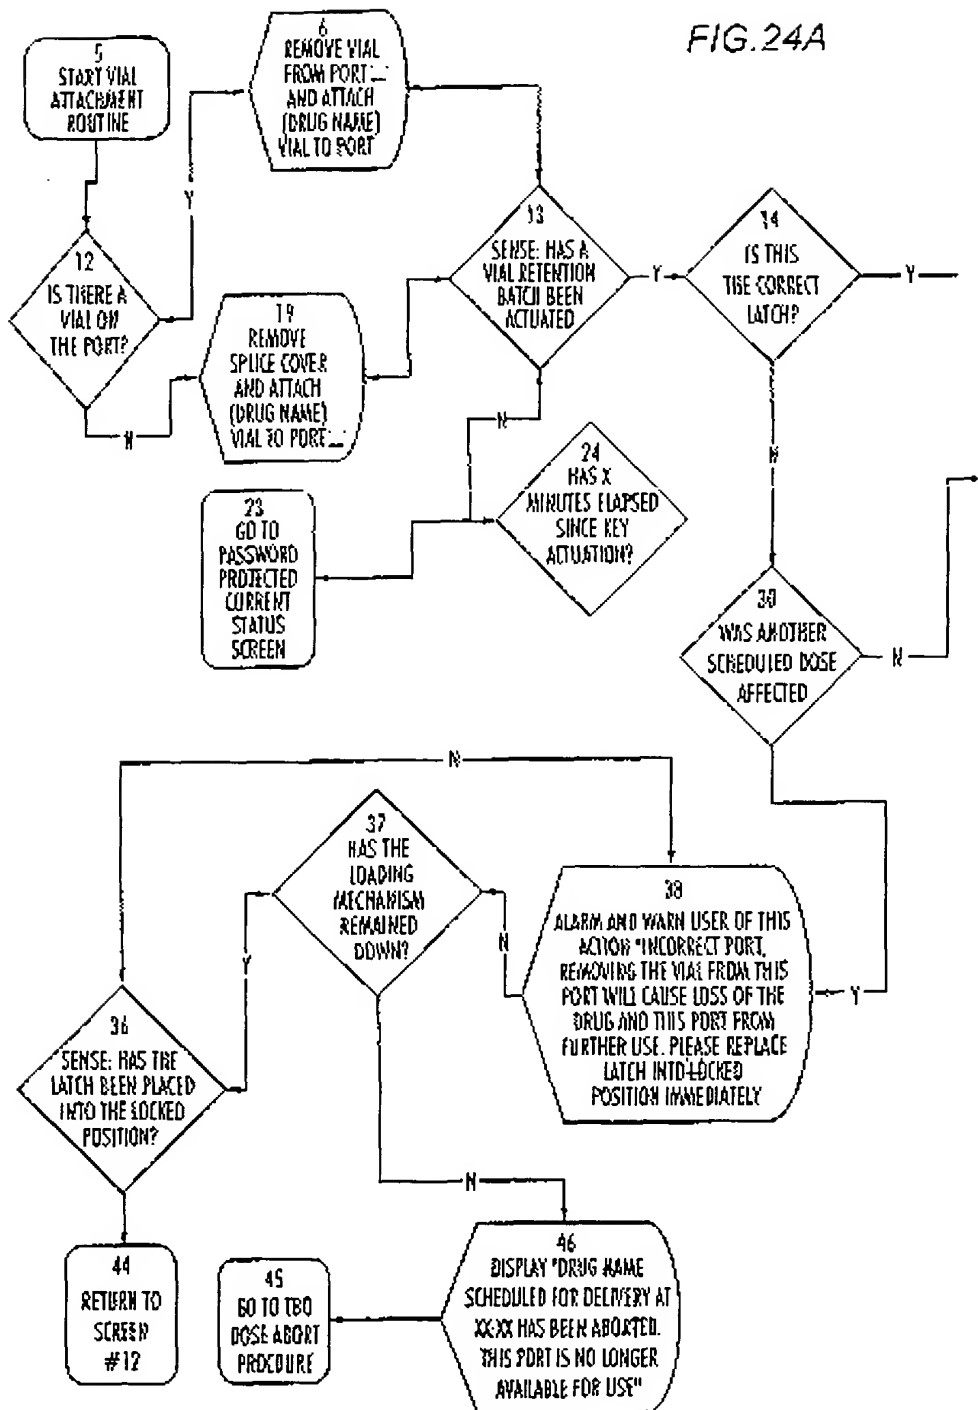 FIG.24A
5
START VIAL
ATTACHMENT
ROUTINE
6
REMOVE VIAL
FROM PORT __
AND ATTACH
(DRUG NAME)
VIAL TO PORT
Y
12
IS THERE A
VIAL ON
THE PORT?
N
19
REMOVE
SPLICE COVER
AND ATTACH
(DRUG NAME)
VIAL TO PORT __
13
SENSE: HAS A
VIAL RETENTION
BATCH BEEN
ACTUATED
Y
N
14
IS THIS
THE CORRECT
LATCH?
Y
N
23
GO TO
PASSWORD
PROTECTED
CURRENT
STATUS
SCREEN
24
HAS X
MINUTES ELAPSED
SINCE KEY
ACTUATION?
30
WAS ANOTHER
SCHEDULED DOSE
AFFECTED
N
Y
N
37
HAS THE
LOADING
MECHANISM
REMAINED
DOWN?
Y
N
N
38
ALARM AND WARN USER OF THIS
ACTION "INCORRECT PORT,
REMOVING THE VIAL FROM THIS
PORT WILL CAUSE LOSS OF THE
DRUG AND THIS PORT FROM
FURTHER USE. PLEASE REPLACE
LATCH INTO LOCKED
POSITION IMMEDIATELY
36
SENSE: HAS THE
LATCH BEEN PLACED
INTO THE LOCKED
POSITION?
44
RETURN TO
SCREEN
#12
45
GO TO TBD
DOSE ABORT
PROCEDURE
46
DISPLAY "DRUG NAME
SCHEDULED FOR DELIVERY AT
XX:XX HAS BEEN ABORTED.
THIS PORT IS NO LONGER
AVAILABLE FOR USE"